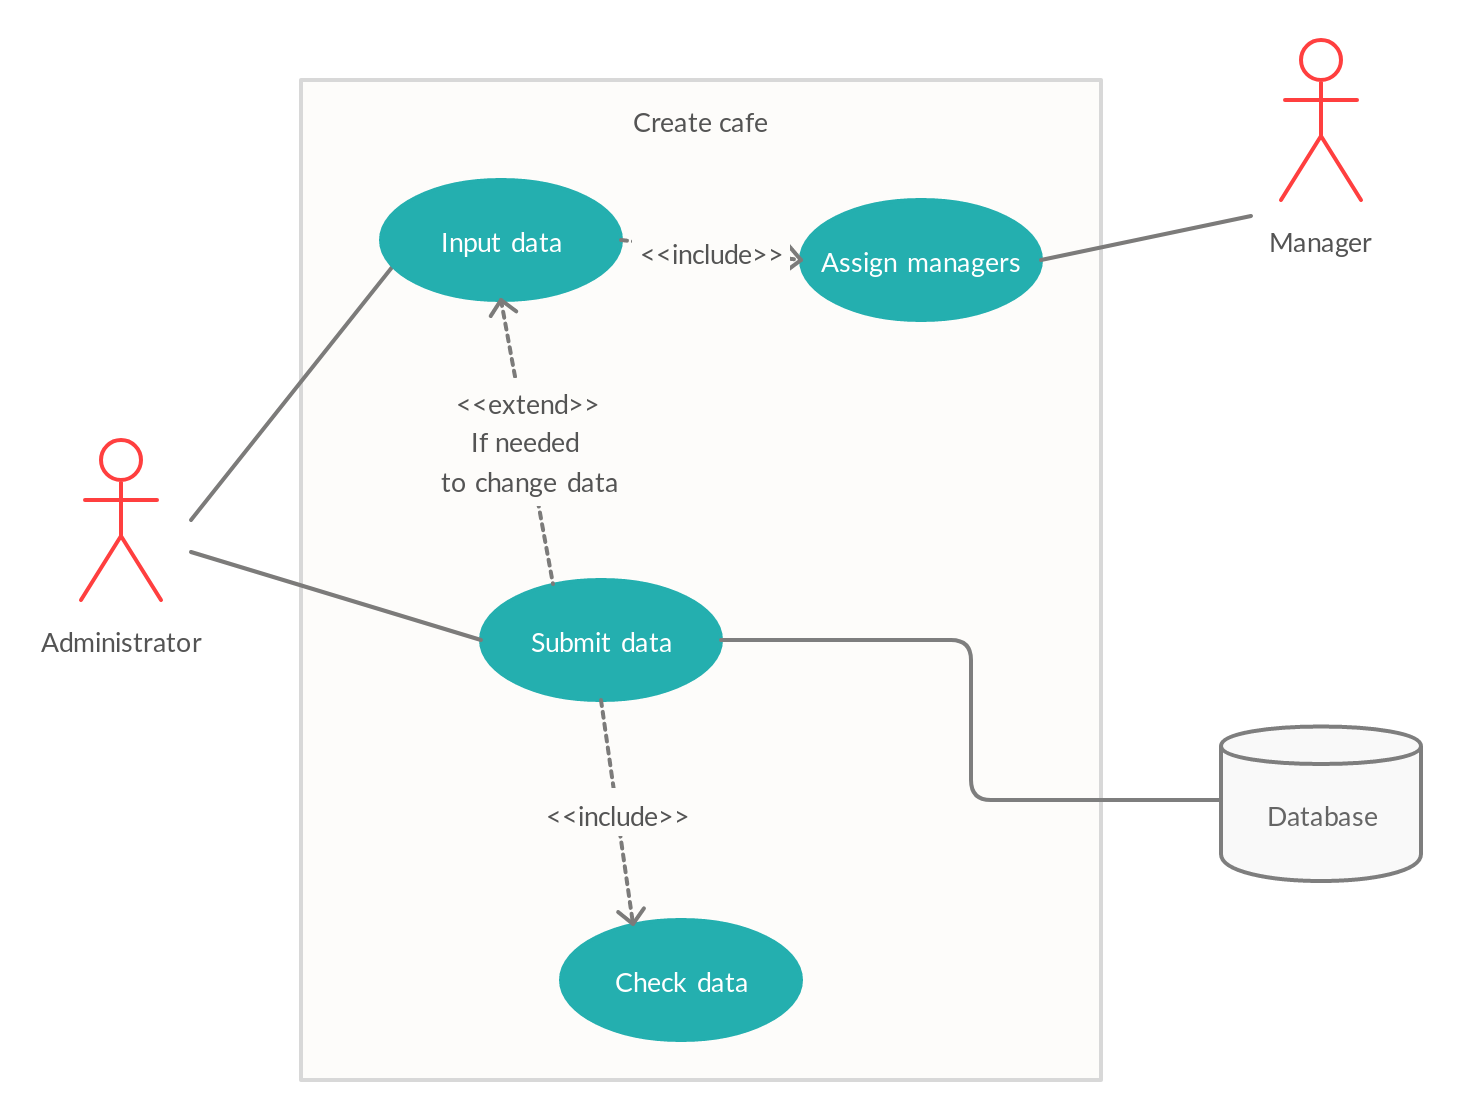 Create cafe
Manager
Input data
<<include>>
Assign managers
<<extend>>
If needed
to change data
Administrator
Submit data
Database
<<include>>
Check data